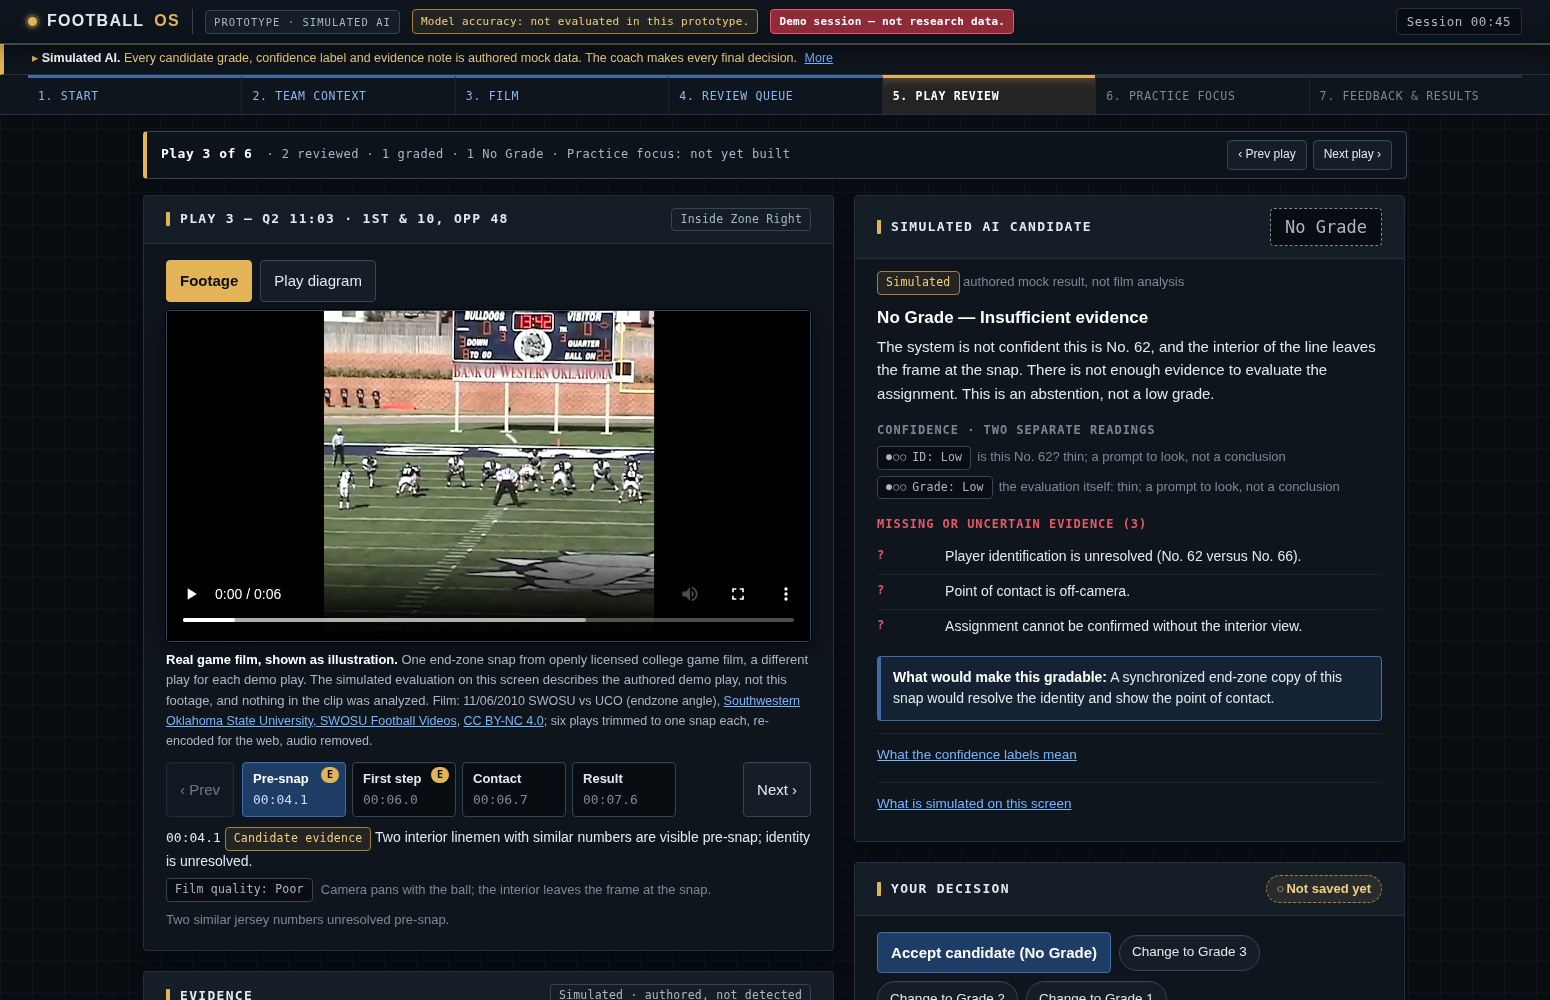 FOOTBALL OS
PROTOTYPE · SIMULATED AI
Model accuracy: not evaluated in this prototype.
Demo session — not research data.
Session 00:45
▸ Simulated AI. Every candidate grade, confidence label and evidence note is authored mock data. The coach makes every final decision. More
1. START
2. TEAM CONTEXT
3. FILM
4. REVIEW QUEUE
5. PLAY REVIEW
6. PRACTICE FOCUS
7. FEEDBACK & RESULTS
Play 3 of 6 · 2 reviewed · 1 graded · 1 No Grade · Practice focus: not yet built
‹ Prev play
Next play ›
PLAY 3 — Q2 11:03 · 1ST & 10, OPP 48
Inside Zone Right
Footage
Play diagram
BULLDOGS 13:42 VISITOR
DOWN QUARTER
TO GO BALL ON 22
BANK OF WESTERN OKLAHOMA
0:00 / 0:06
Real game film, shown as illustration. One end-zone snap from openly licensed college game film, a different
play for each demo play. The simulated evaluation on this screen describes the authored demo play, not this
footage, and nothing in the clip was analyzed. Film: 11/06/2010 SWOSU vs UCO (endzone angle), Southwestern
Oklahoma State University, SWOSU Football Videos, CC BY-NC 4.0; six plays trimmed to one snap each, re-
encoded for the web, audio removed.
‹ Prev
Pre-snap E
00:04.1
First step E
00:06.0
Contact
00:06.7
Result
00:07.6
Next ›
00:04.1 Candidate evidence Two interior linemen with similar numbers are visible pre-snap; identity
is unresolved.
Film quality: Poor Camera pans with the ball; the interior leaves the frame at the snap.
Two similar jersey numbers unresolved pre-snap.
EVIDENCE
Simulated · authored, not detected
SIMULATED AI CANDIDATE
No Grade
Simulated authored mock result, not film analysis
No Grade — Insufficient evidence
The system is not confident this is No. 62, and the interior of the line leaves
the frame at the snap. There is not enough evidence to evaluate the
assignment. This is an abstention, not a low grade.
CONFIDENCE · TWO SEPARATE READINGS
●○○ ID: Low is this No. 62? thin; a prompt to look, not a conclusion
●○○ Grade: Low the evaluation itself: thin; a prompt to look, not a conclusion
MISSING OR UNCERTAIN EVIDENCE (3)
? Player identification is unresolved (No. 62 versus No. 66).
? Point of contact is off-camera.
? Assignment cannot be confirmed without the interior view.
What would make this gradable: A synchronized end-zone copy of this
snap would resolve the identity and show the point of contact.
What the confidence labels mean
What is simulated on this screen
YOUR DECISION
○ Not saved yet
Accept candidate (No Grade)
Change to Grade 3
Change to Grade 2
Change to Grade 1